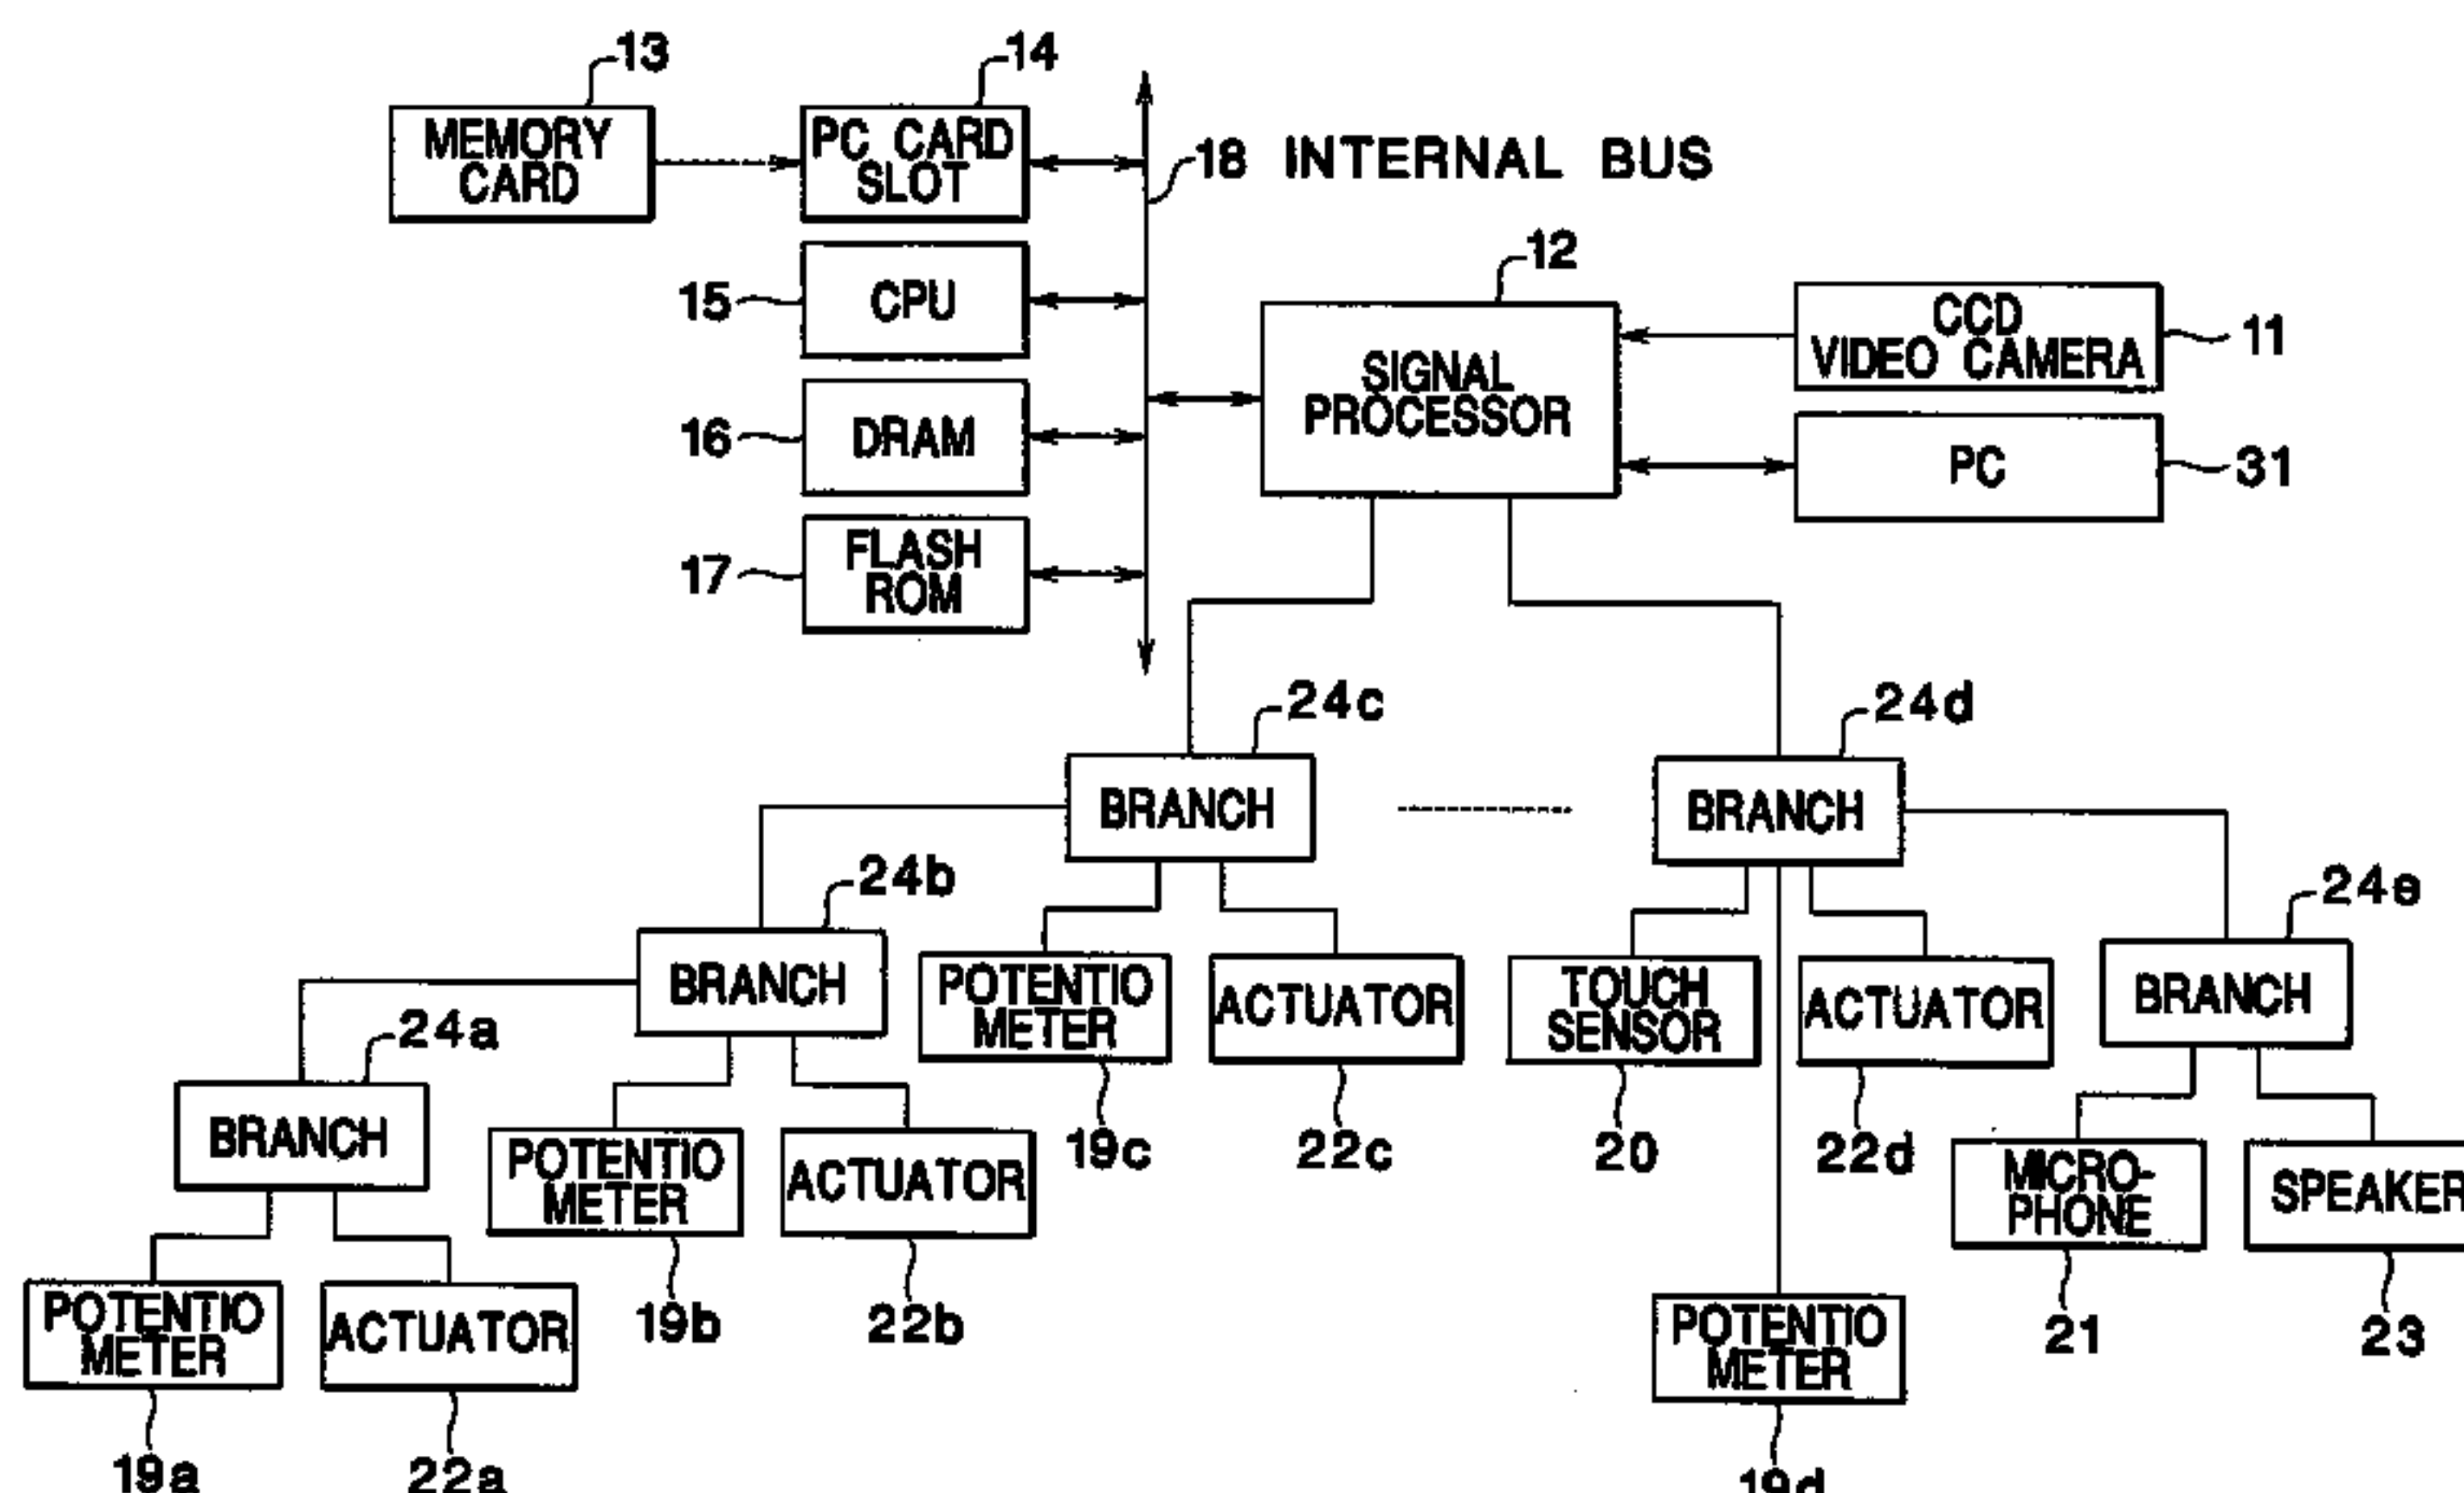 13
14
MEMORY
CARD
PC CARD
SLOT
18 INTERNAL BUS
12
15
CPU
CCD
VIDEO CAMERA
11
SIGNAL
PROCESSOR
16
DRAM
PC
31
17
FLASH
ROM
24c
24d
BRANCH
BRANCH
24b
24e
BRANCH
POTENTIO
METER
ACTUATOR
TOUCH
SENSOR
ACTUATOR
BRANCH
24a
BRANCH
POTENTIO
METER
ACTUATOR
19c
22c
20
22d
MICRO-
PHONE
SPEAKER
POTENTIO
METER
ACTUATOR
19b
22b
POTENTIO
METER
21
23
19a
22a
19d